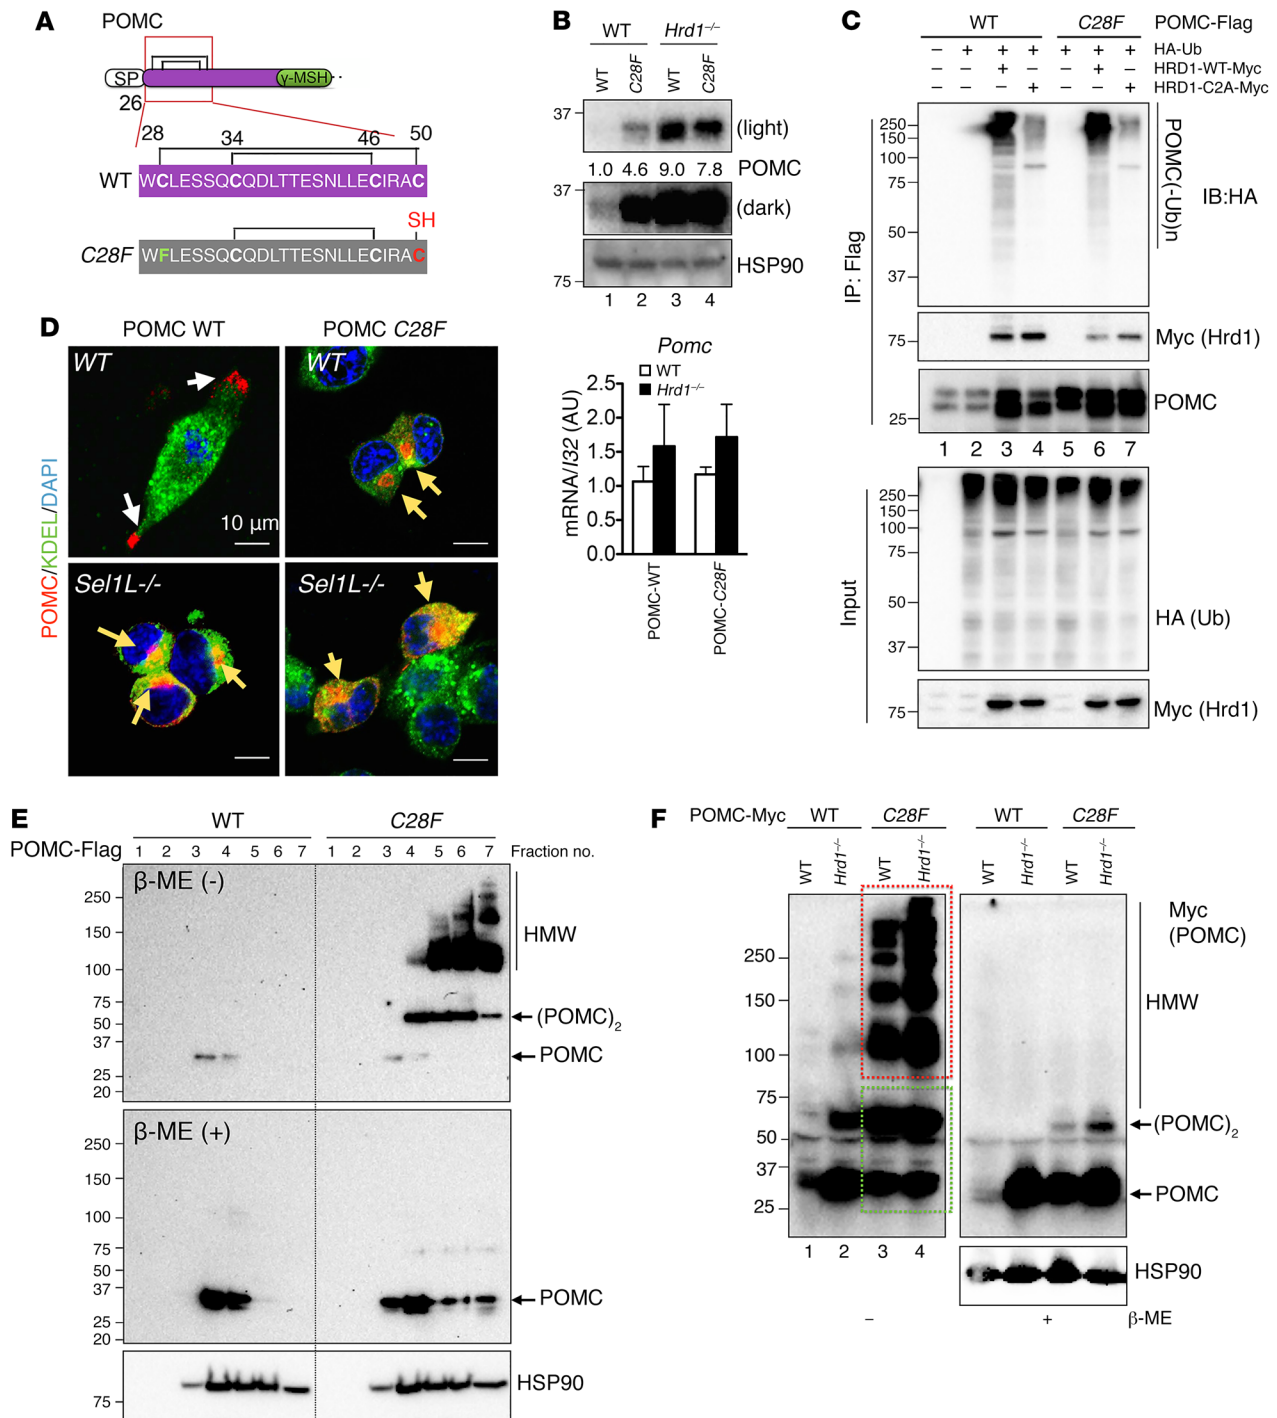 A
POMC
SP
γ-MSH
26
28 34 46 50
WT WCLESSQCQDLTTESNLLECIRAC
SH
C28F WFLESSQCQDLTTESNLLECIRAC
B
WT Hrd1–/–
WT C28F WT C28F
37
(light)
1.0 4.6 9.0 7.8 POMC
37
(dark)
HSP90
75
1 2 3 4
Pomc
WT
Hrd1–/–
mRNA/l32 (AU)
2.5
2.0
1.5
1.0
0.5
0.0
POMC-WT
POMC-C28F
C
WT C28F POMC-Flag
– + + + + + + HA-Ub
– – + – – + – HRD1-WT-Myc
– – – + – – + HRD1-C2A-Myc
IP: Flag
250
150
100
75
50
37
POMC(-Ub)n
IB:HA
75
Myc (Hrd1)
25
POMC
1 2 3 4 5 6 7
Input
250
150
100
75
50
37
HA (Ub)
75
Myc (Hrd1)
D
POMC WT POMC C28F
POMC/KDEL/DAPI
WT
10 µm
WT
Sel1L-/-
Sel1L-/-
E
WT C28F
POMC-Flag 1 2 3 4 5 6 7 1 2 3 4 5 6 7 Fraction no.
β-ME (-)
250
150
100
75
50
37
25
20
HMW
(POMC)2
POMC
β-ME (+)
250
150
100
75
50
37
25
20
POMC
75
HSP90
F
POMC-Myc WT C28F WT C28F
WT Hrd1–/– WT Hrd1–/– WT Hrd1–/– WT Hrd1–/–
250
150
100
75
50
37
25
Myc
(POMC)
HMW
(POMC)2
POMC
1 2 3 4
HSP90
– + β-ME